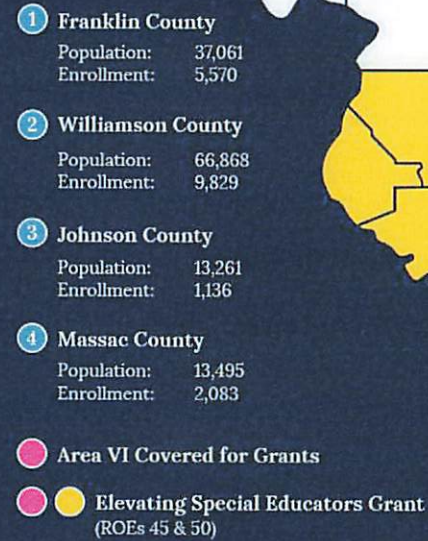 1 Franklin County
Population: 37,061
Enrollment: 5,570
2 Williamson County
Population: 66,868
Enrollment: 9,829
3 Johnson County
Population: 13,261
Enrollment: 1,136
4 Massac County
Population: 13,495
Enrollment: 2,083
Area VI Covered for Grants
Elevating Special Educators Grant
(ROEs 45 & 50)